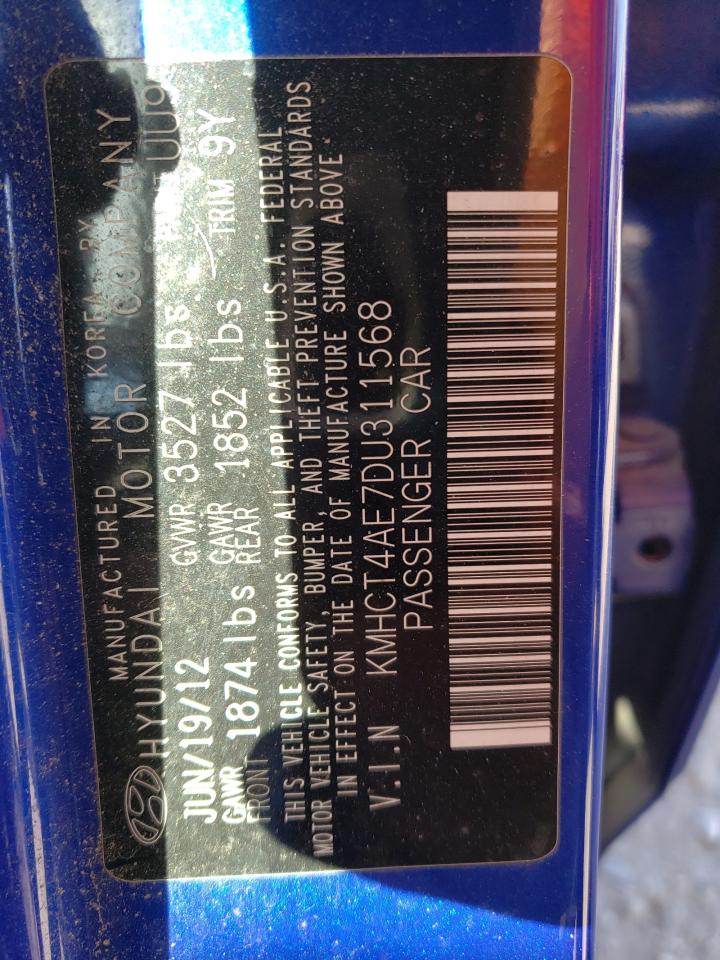 MANUFACTURED IN KOREA BY
HYUNDAI MOTOR COMPANY
JUN/19/12 GVWR 3527 lbs UU9
GAWR FRONT 1874 lbs GAWR REAR 1852 lbs TRIM 9Y
THIS VEHICLE CONFORMS TO ALL APPLICABLE U.S.A. FEDERAL
MOTOR VEHICLE SAFETY, BUMPER, AND THEFT PREVENTION STANDARDS
IN EFFECT ON THE DATE OF MANUFACTURE SHOWN ABOVE.
V.I.N KMHCT4AE7DU311568
PASSENGER CAR